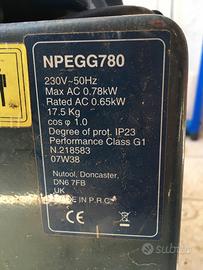 NPEGG780
230V~50Hz
Max AC 0.78kW
Rated AC 0.65kW
17.5 Kg
cos φ 1.0
Degree of prot. IP23
Performance Class G1
N.218583
07W38
Nutool, Doncaster,
DN6 7FB
UK
DE IN P.R.C.
CE
subito